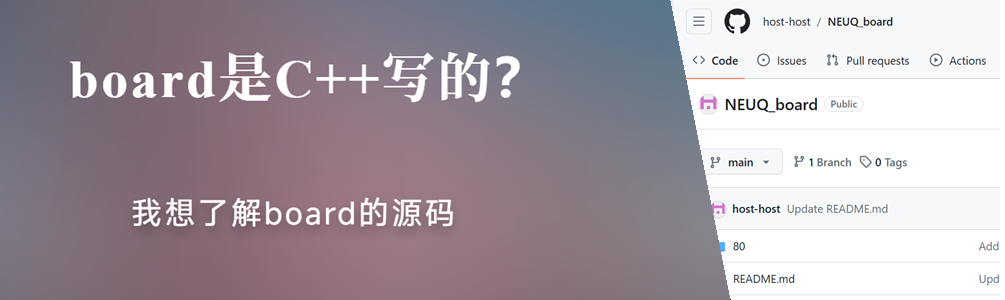 board是C++写的？
我想了解board的源码
host-host / NEUQ_board
Code Issues Pull requests Actions
NEUQ_board Public
main 1 Branch 0 Tags
host-host Update README.md
80 Add
README.md Upd